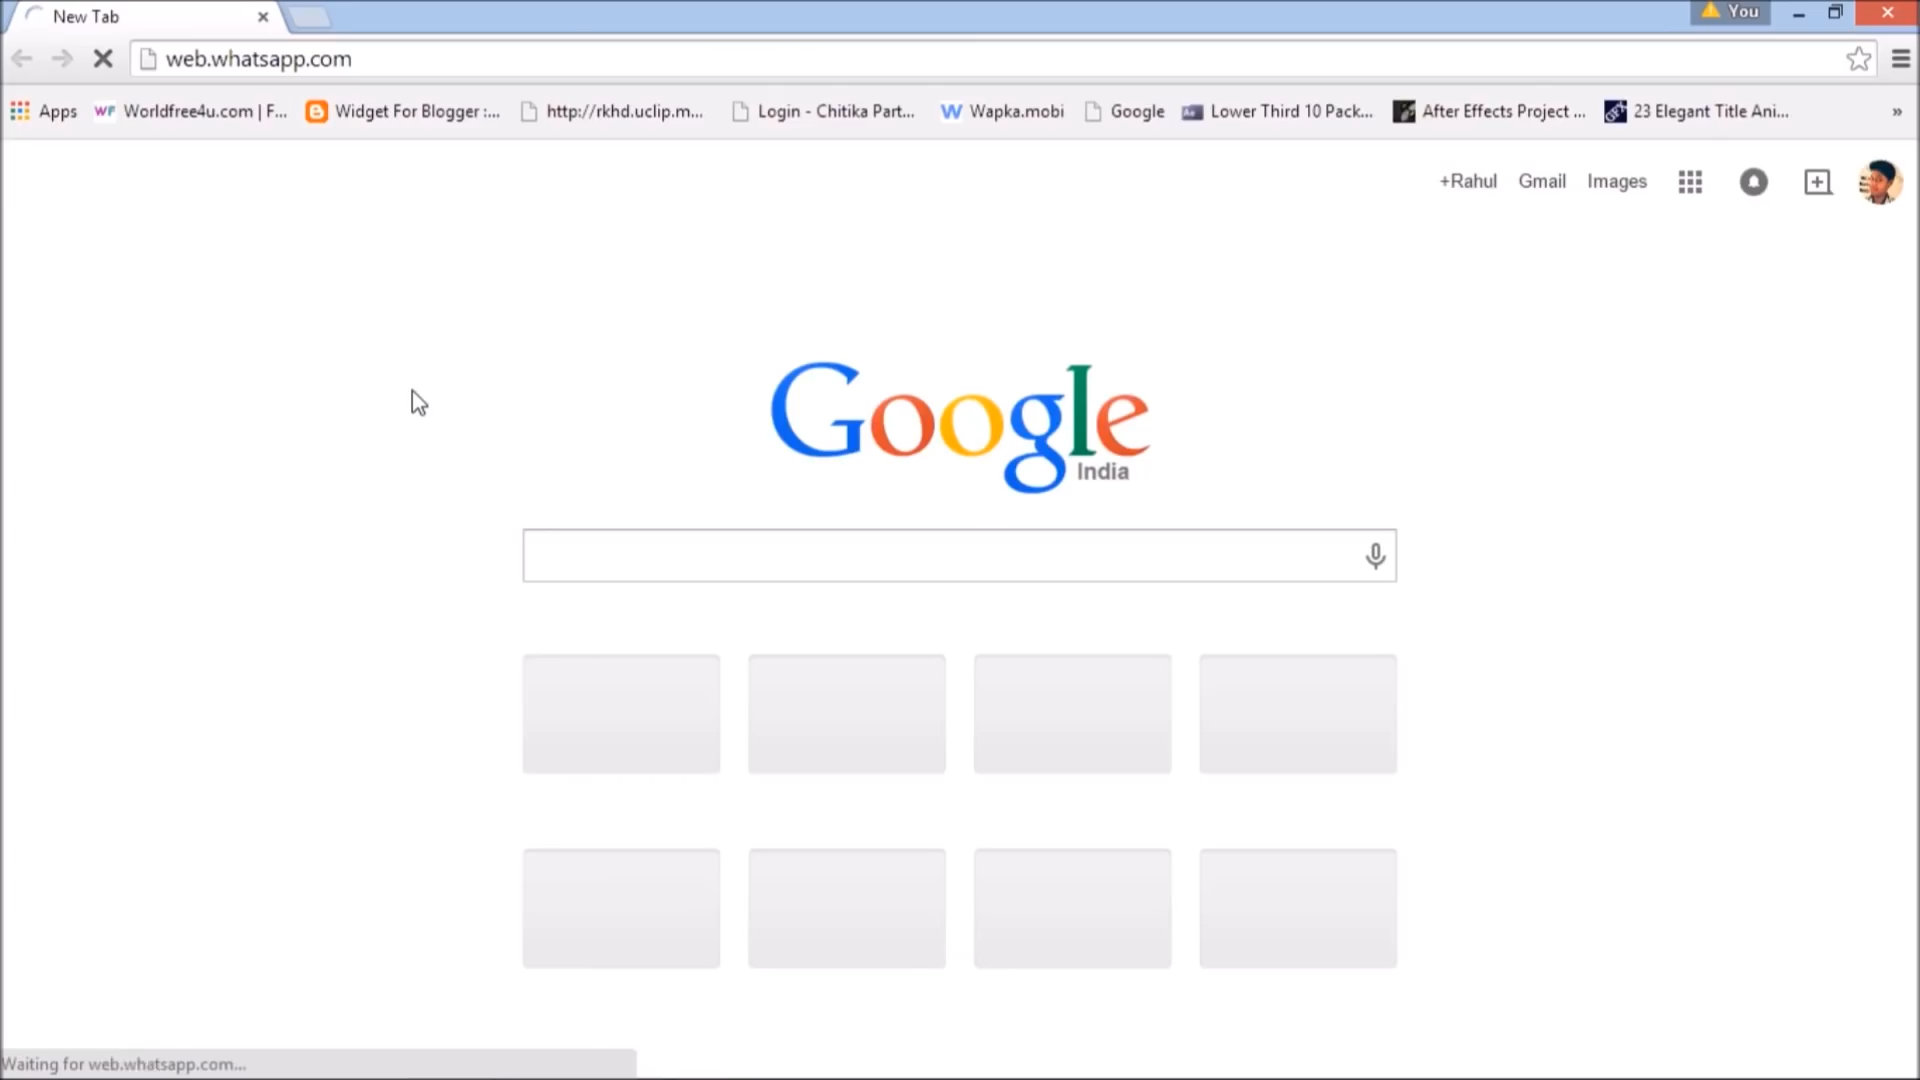 New Tab
You
web.whatsapp.com
Apps WF Worldfree4u.com | F... Widget For Blogger :... http://rkhd.uclip.m... Login - Chitika Part... W Wapka.mobi Google Lower Third 10 Pack... After Effects Project ... GFX 23 Elegant Title Ani... »
+Rahul Gmail Images
Google
India
Waiting for web.whatsapp.com...